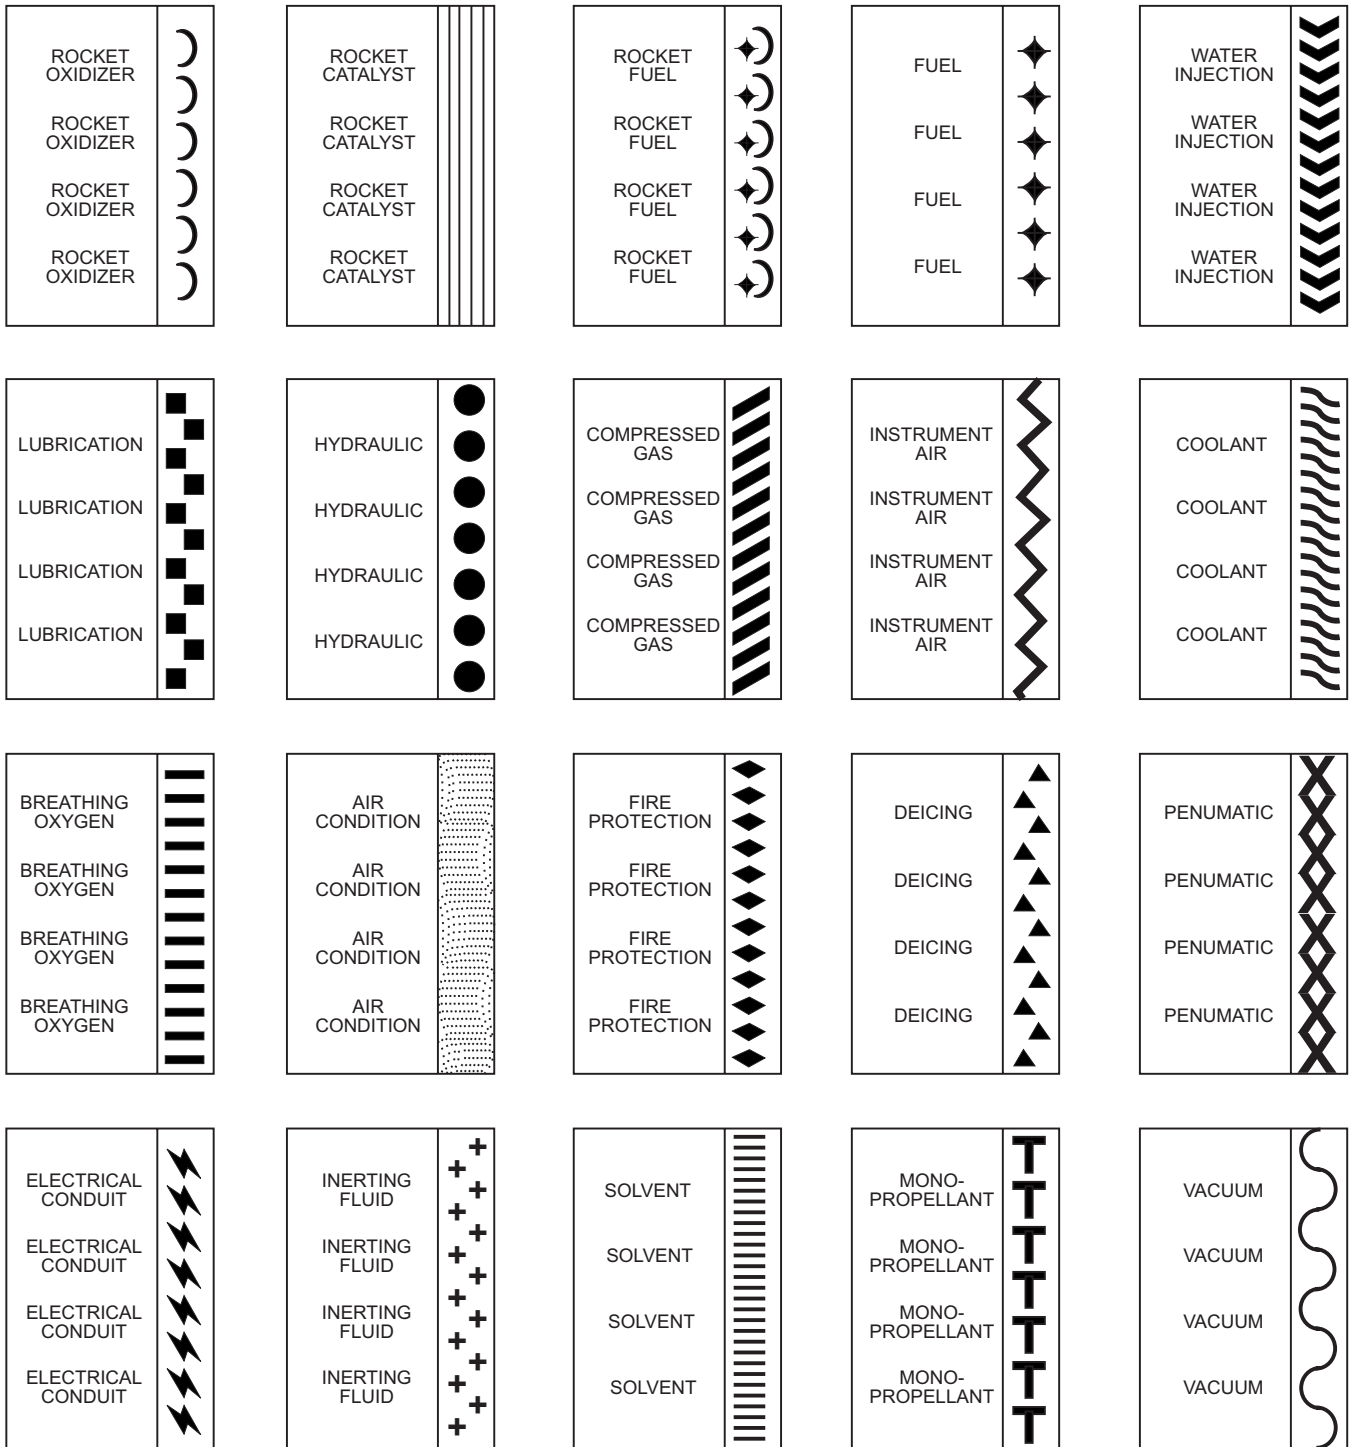 ROCKET
OXIDIZER
ROCKET
OXIDIZER
ROCKET
OXIDIZER
ROCKET
OXIDIZER
ROCKET
CATALYST
ROCKET
CATALYST
ROCKET
CATALYST
ROCKET
CATALYST
ROCKET
FUEL
ROCKET
FUEL
ROCKET
FUEL
ROCKET
FUEL
FUEL
FUEL
FUEL
FUEL
WATER
INJECTION
WATER
INJECTION
WATER
INJECTION
WATER
INJECTION
LUBRICATION
LUBRICATION
LUBRICATION
LUBRICATION
HYDRAULIC
HYDRAULIC
HYDRAULIC
HYDRAULIC
COMPRESSED
GAS
COMPRESSED
GAS
COMPRESSED
GAS
COMPRESSED
GAS
INSTRUMENT
AIR
INSTRUMENT
AIR
INSTRUMENT
AIR
INSTRUMENT
AIR
COOLANT
COOLANT
COOLANT
COOLANT
BREATHING
OXYGEN
BREATHING
OXYGEN
BREATHING
OXYGEN
BREATHING
OXYGEN
AIR
CONDITION
AIR
CONDITION
AIR
CONDITION
AIR
CONDITION
FIRE
PROTECTION
FIRE
PROTECTION
FIRE
PROTECTION
FIRE
PROTECTION
DEICING
DEICING
DEICING
DEICING
PENUMATIC
PENUMATIC
PENUMATIC
PENUMATIC
ELECTRICAL
CONDUIT
ELECTRICAL
CONDUIT
ELECTRICAL
CONDUIT
ELECTRICAL
CONDUIT
INERTING
FLUID
INERTING
FLUID
INERTING
FLUID
INERTING
FLUID
SOLVENT
SOLVENT
SOLVENT
SOLVENT
MONO-
PROPELLANT
MONO-
PROPELLANT
MONO-
PROPELLANT
MONO-
PROPELLANT
VACUUM
VACUUM
VACUUM
VACUUM